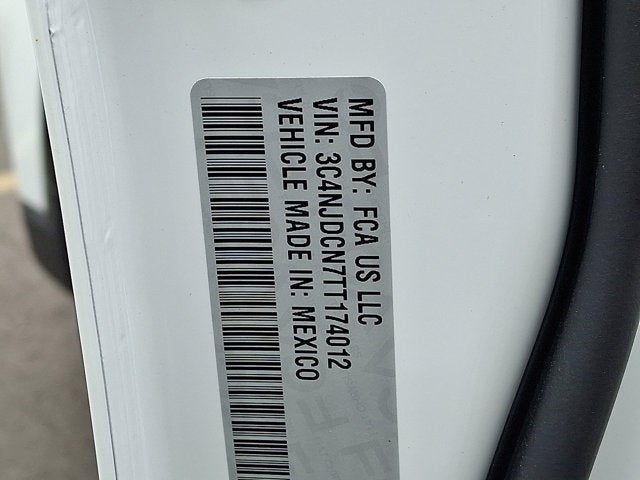 MFD BY: FCA US LLC
VIN: 3C4NJDCN7TT174012
VEHICLE MADE IN: MEXICO